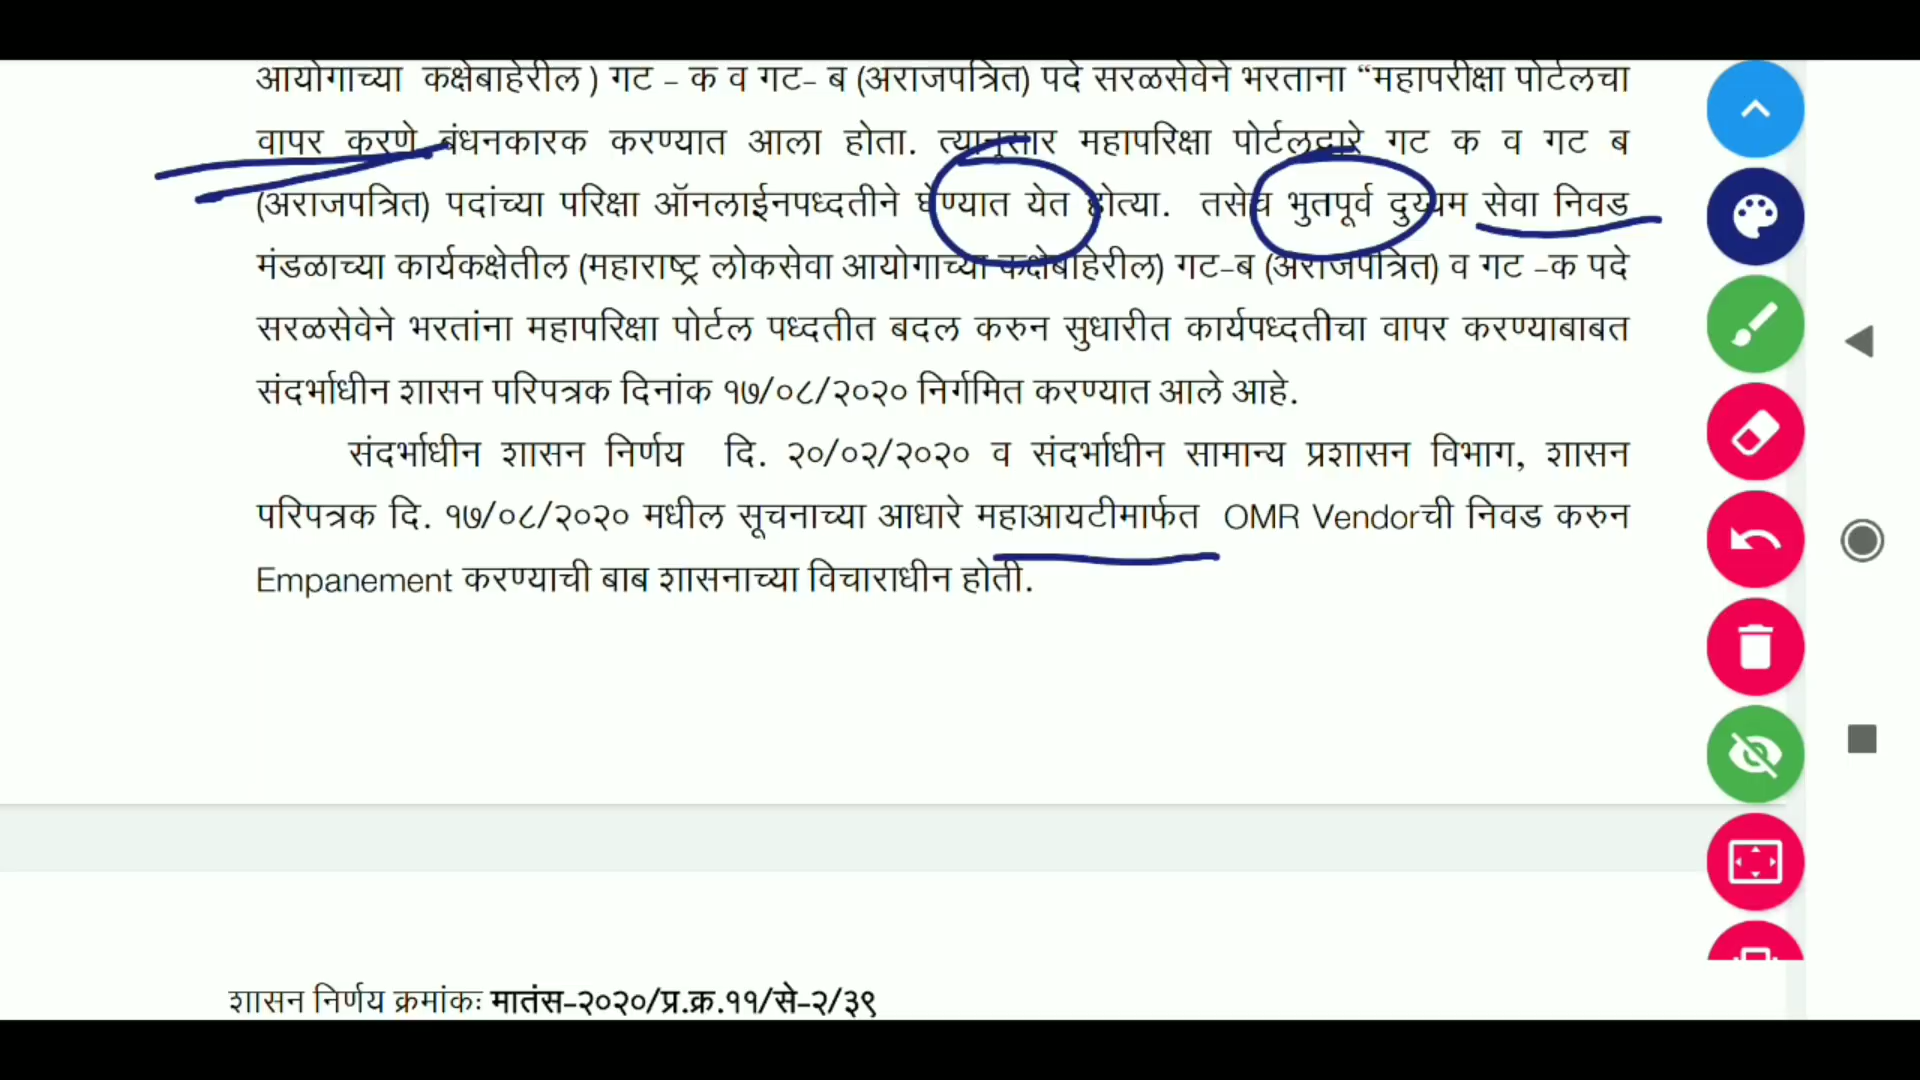 आयोगाच्या कक्षेबाहेरील ) गट - क व गट- ब (अराजपत्रित) पदे सरळसेवेने भरताना “महापरीक्षा पोर्टलचा
वापर करणे बंधनकारक करण्यात आला होता. त्यानुसार महापरिक्षा पोर्टलद्वारे गट क व गट ब
(अराजपत्रित) पदांच्या परिक्षा ऑनलाईनपध्दतीने घेण्यात येत होत्या. तसेच भुतपूर्व दुय्यम सेवा निवड
मंडळाच्या कार्यकक्षेतील (महाराष्ट्र लोकसेवा आयोगाच्या कक्षेबाहेरील) गट-ब (अराजपत्रित) व गट -क पदे
सरळसेवेने भरतांना महापरिक्षा पोर्टल पध्दतीत बदल करुन सुधारीत कार्यपध्दतीचा वापर करण्याबाबत
संदर्भाधीन शासन परिपत्रक दिनांक १७/०८/२०२० निर्गमित करण्यात आले आहे.
संदर्भाधीन शासन निर्णय दि. २०/०२/२०२० व संदर्भाधीन सामान्य प्रशासन विभाग, शासन
परिपत्रक दि. १७/०८/२०२० मधील सूचनाच्या आधारे महाआयटीमार्फत OMR Vendorची निवड करुन
Empanement करण्याची बाब शासनाच्या विचाराधीन होती.
शासन निर्णय क्रमांकः मातंस-२०२०/प्र.क्र.११/से-२/३९